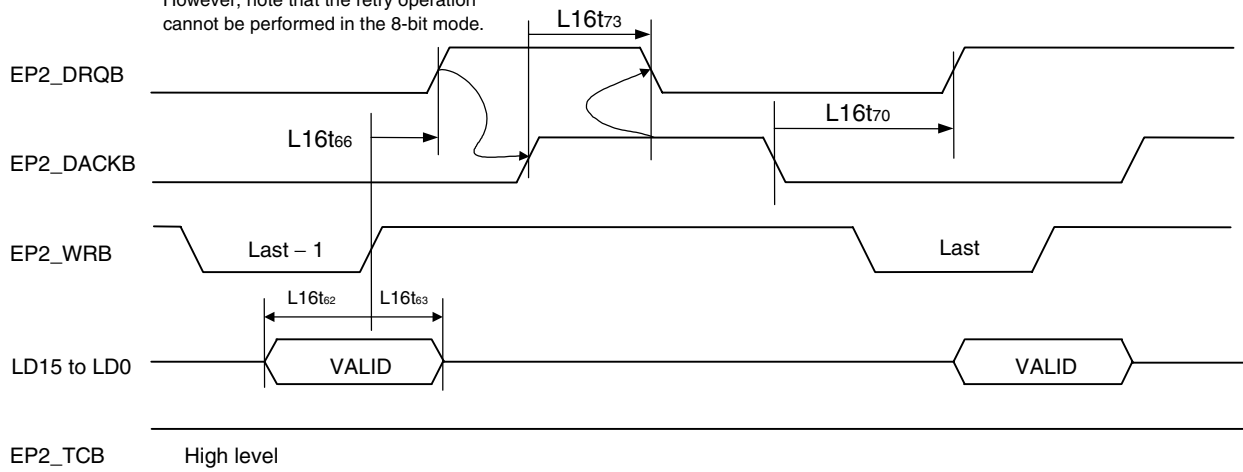 However, note that the retry operation
cannot be performed in the 8-bit mode.
L16t73
EP2_DRQB
L16t70
L16t66
EP2_DACKB
EP2_WRB
Last – 1
Last
L16t62
L16t63
LD15 to LD0
VALID
VALID
EP2_TCB
High level